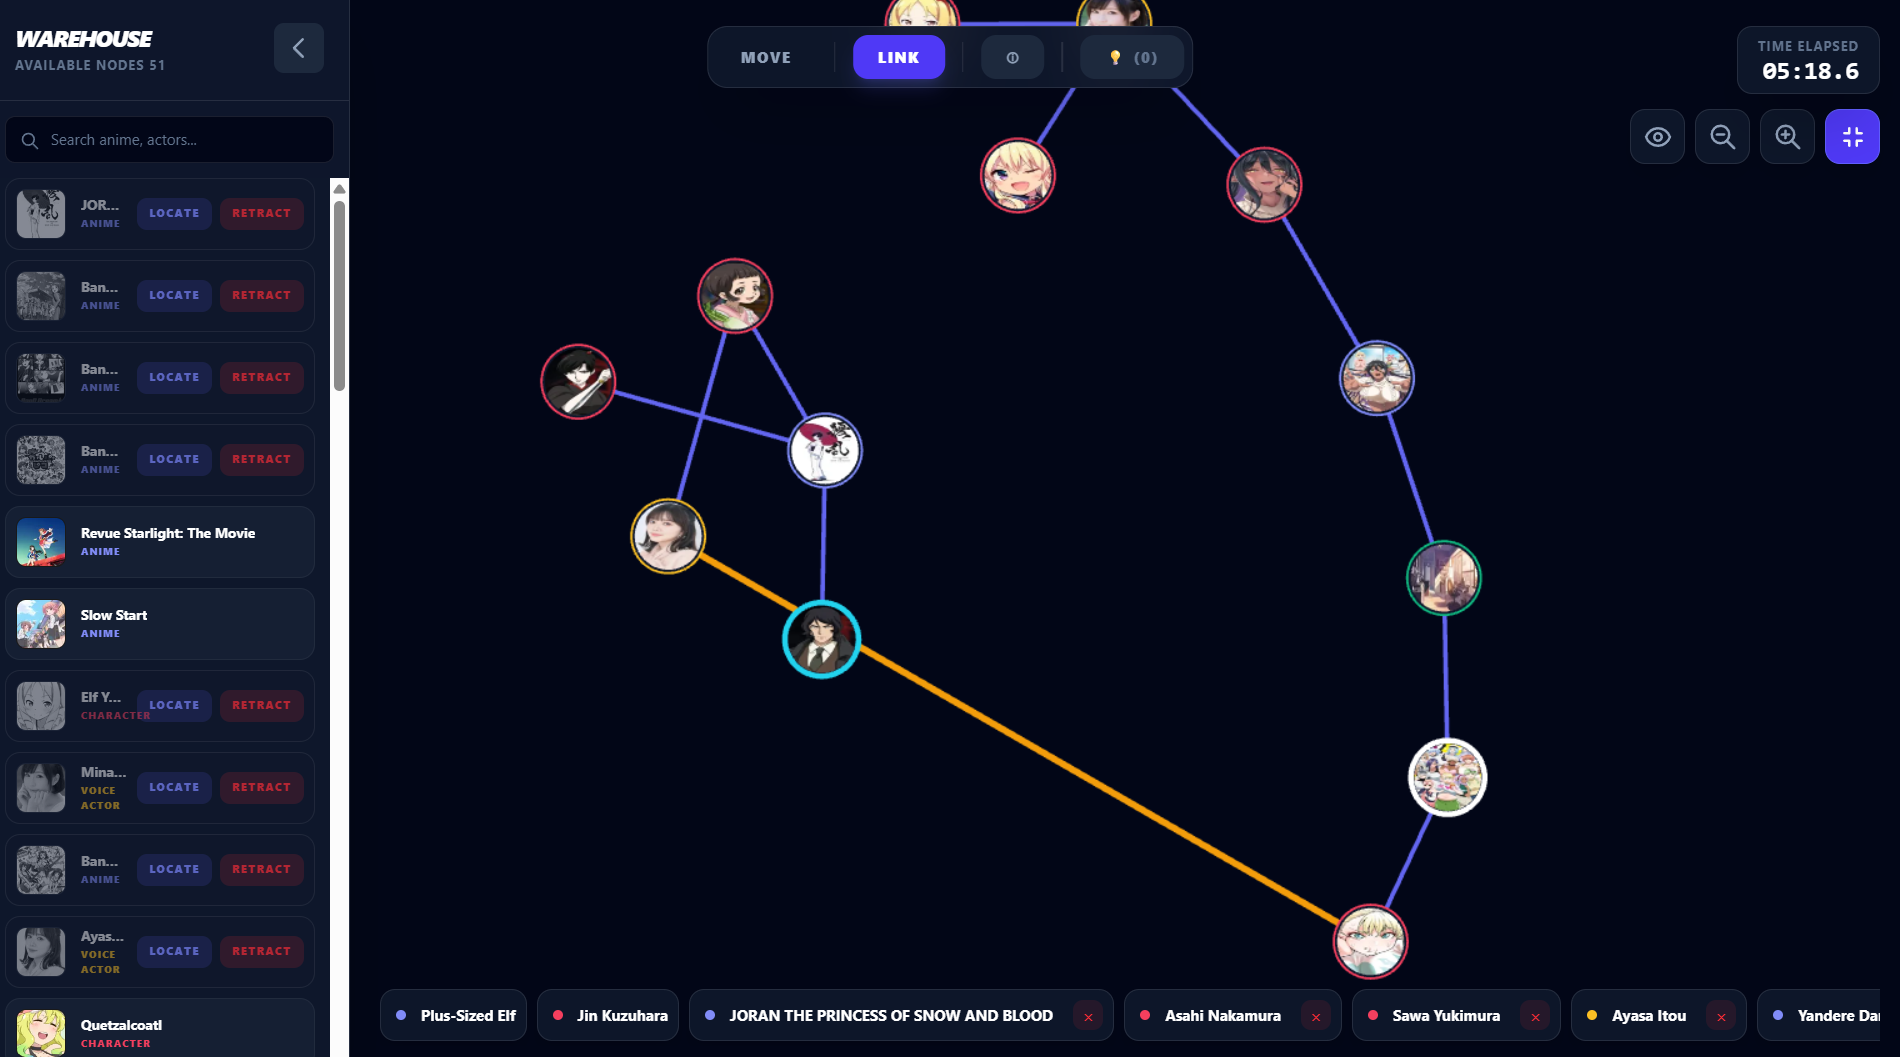 WAREHOUSE
AVAILABLE NODES 51
Search anime, actors...
JOR...
ANIME
LOCATE
RETRACT
Ban...
ANIME
LOCATE
RETRACT
Ban...
ANIME
LOCATE
RETRACT
Ban...
ANIME
LOCATE
RETRACT
Revue Starlight: The Movie
ANIME
Slow Start
ANIME
Elf Y...
CHARACTER
LOCATE
RETRACT
Mina...
VOICE
ACTOR
LOCATE
RETRACT
Ban...
ANIME
LOCATE
RETRACT
Ayas...
VOICE
ACTOR
LOCATE
RETRACT
Quetzalcoatl
CHARACTER
MOVE
LINK
(0)
TIME ELAPSED
05:18.6
Plus-Sized Elf
Jin Kuzuhara
JORAN THE PRINCESS OF SNOW AND BLOOD
Asahi Nakamura
Sawa Yukimura
Ayasa Itou
Yandere Dar